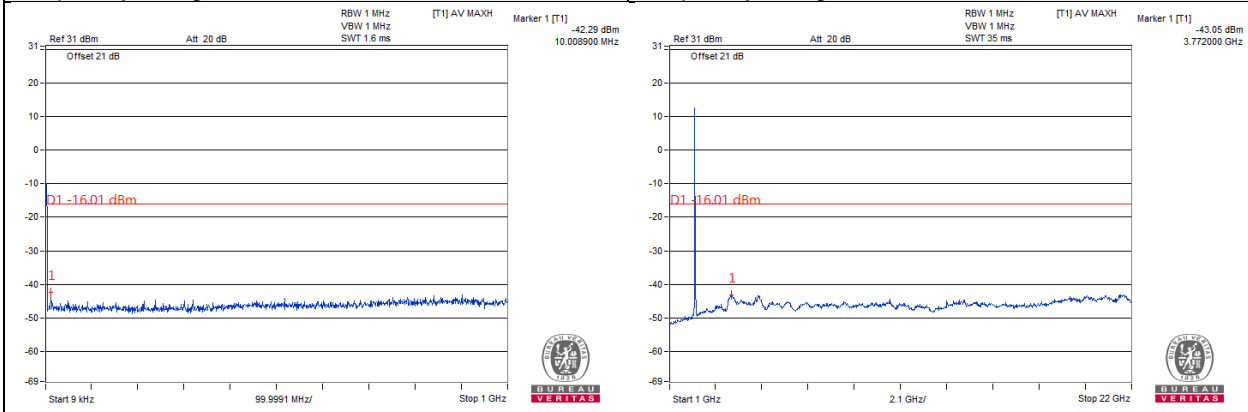 RBW 1 MHz [T1] AV MAXH Marker 1 [T1]
VBW 1 MHz -42.29 dBm
Ref 31 dBm Att 20 dB SWT 1.6 ms 10.008900 MHz
31
Offset 21 dB
20
10
0
-10
D1 -16.01 dBm
-20
-30
1
-40
-50
-60
-69
Start 9 kHz 99.9991 MHz/ Stop 1 GHz
BUREAU VERITAS
1828
BUREAU
VERITAS
RBW 1 MHz [T1] AV MAXH Marker 1 [T1]
VBW 1 MHz -43.05 dBm
Ref 31 dBm Att 20 dB SWT 35 ms 3.772000 GHz
31
Offset 21 dB
20
10
0
-10
D1 -16.01 dBm
-20
-30
1
-40
-50
-60
-69
Start 1 GHz 2.1 GHz/ Stop 22 GHz
BUREAU VERITAS
1828
BUREAU
VERITAS